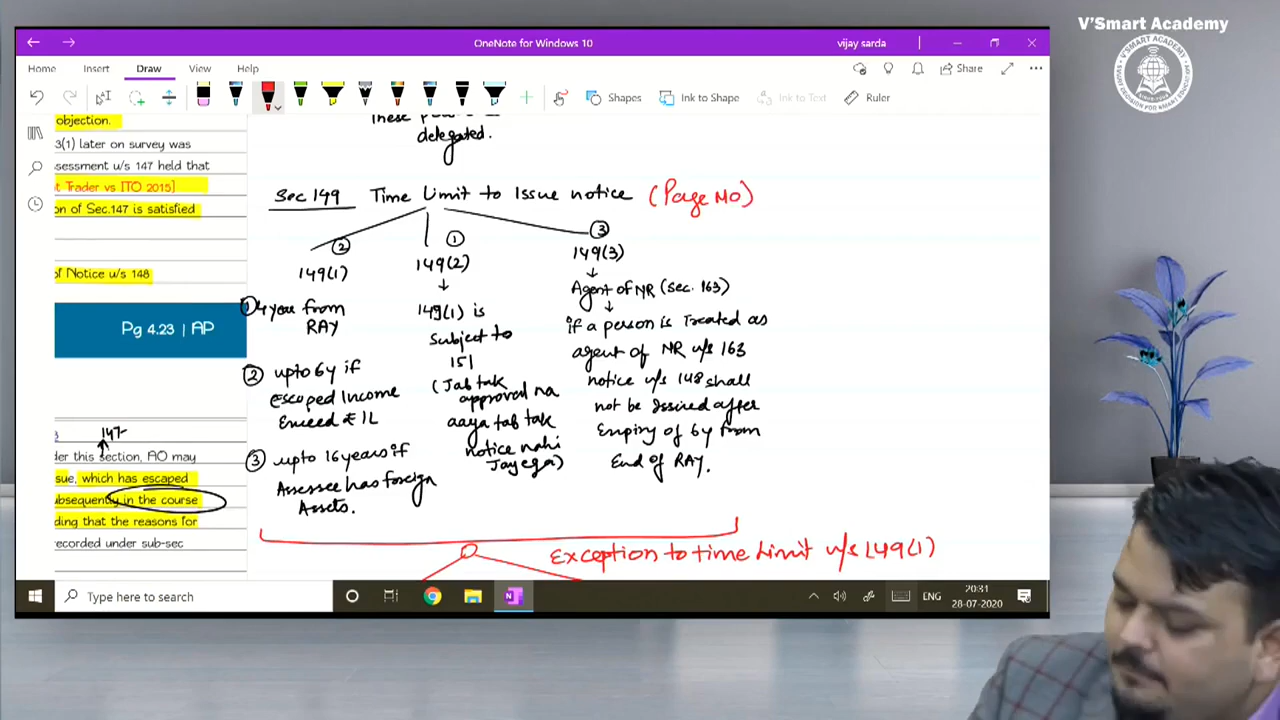 V'Smart Academy
OneNote for Windows 10
vijay sarda
Home
Insert
Draw
View
Help
Share
Shapes
Ink to Shape
Ink to Text
Ruler
objection.
3(1) later on survey was
sessment u/s 147 held that
t Trader vs [ITO 2015]
on of Sec.147 is satisfied
of Notice u/s 148
Pg 4.23 | AP
147
der this section, AO may
sue, which has escaped
ubsequently in the course
ding that the reasons for
recorded under sub-sec
These
delegated.
Sec 149 Time Limit to Issue notice (Page No)
②
149(1)
① 4 year from
RAY
② upto 6y if
escaped Income
Exceed ₹ 1L
③ upto 16 years if
Assessee has foreign
Assets.
①
149(2)
149(1) is
subject to
151
(Jab tak
approval na
aaya tab tak
notice nahi
Jayega)
③
149(3)
Agent of NR (Sec. 163)
if a person is Treated as
agent of NR u/s 163
notice u/s 148 shall
not be Issued after
Expiry of 6y from
End of RAY.
Exception to time Limit u/s 149(1)
Type here to search
ENG
20:31
28-07-2020